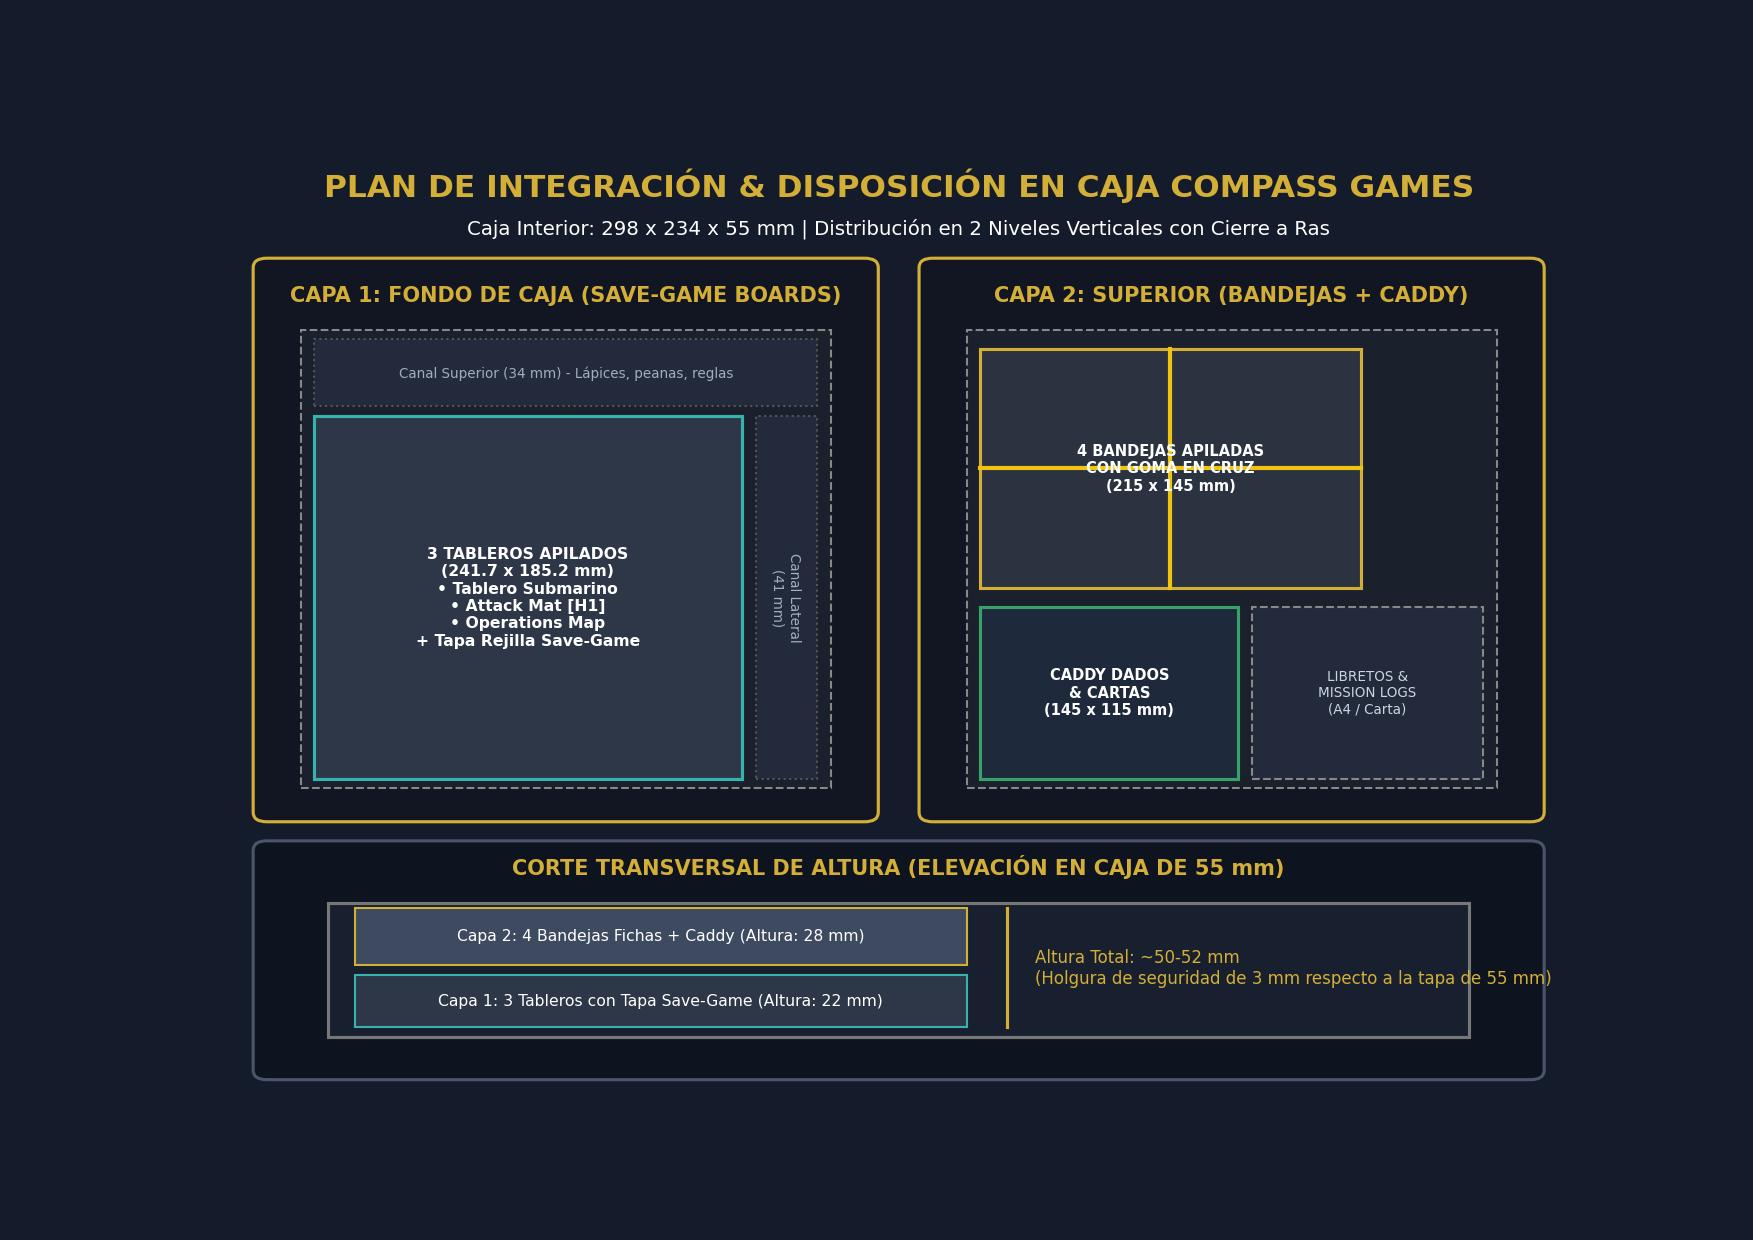 PLAN DE INTEGRACIÓN & DISPOSICIÓN EN CAJA COMPASS GAMES
Caja Interior: 298 x 234 x 55 mm | Distribución en 2 Niveles Verticales con Cierre a Ras
CAPA 1: FONDO DE CAJA (SAVE-GAME BOARDS)
Canal Superior (34 mm) - Lápices, peanas, reglas
3 TABLEROS APILADOS
(241.7 x 185.2 mm)
• Tablero Submarino
• Attack Mat [H1]
• Operations Map
+ Tapa Rejilla Save-Game
Canal Lateral
(41 mm)
CAPA 2: SUPERIOR (BANDEJAS + CADDY)
4 BANDEJAS APILADAS
CON GOMA EN CRUZ
(215 x 145 mm)
CADDY DADOS
& CARTAS
(145 x 115 mm)
LIBRETOS &
MISSION LOGS
(A4 / Carta)
CORTE TRANSVERSAL DE ALTURA (ELEVACIÓN EN CAJA DE 55 mm)
Capa 2: 4 Bandejas Fichas + Caddy (Altura: 28 mm)
Capa 1: 3 Tableros con Tapa Save-Game (Altura: 22 mm)
Altura Total: ~50-52 mm
(Holgura de seguridad de 3 mm respecto a la tapa de 55 mm)